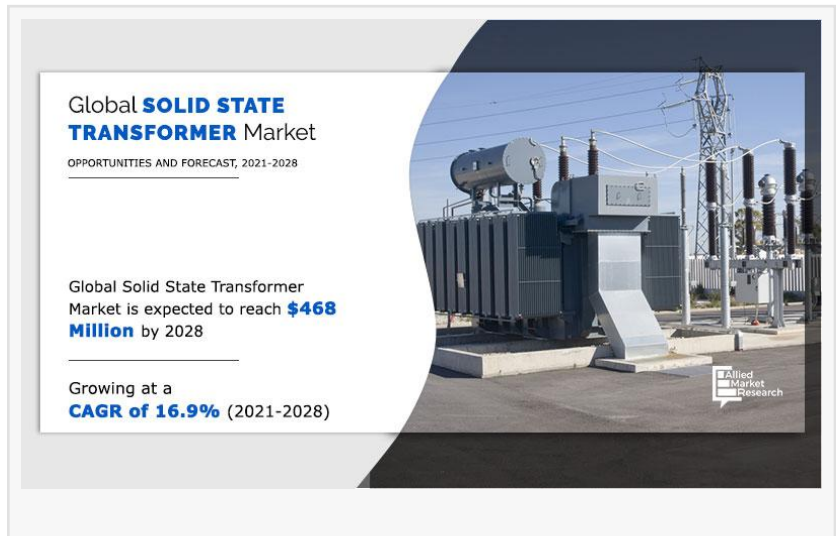 Global SOLID STATE
TRANSFORMER Market
OPPORTUNITIES AND FORECAST, 2021-2028
Global Solid State Transformer
Market is expected to reach $468
Million by 2028
Growing at a
CAGR of 16.9% (2021-2028)
Allied
Market
Research